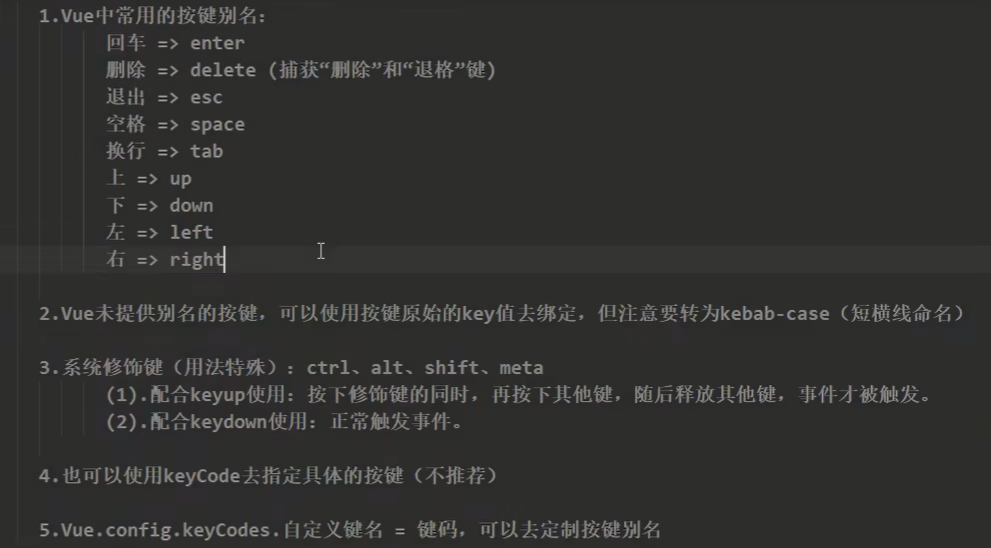 1.Vue中常用的按键别名:
回车 => enter
删除 => delete (捕获“删除”和“退格”键)
退出 => esc
空格 => space
换行 => tab
上 => up
下 => down
左 => left
右 => right
2.Vue未提供别名的按键，可以使用按键原始的key值去绑定，但注意要转为kebab-case（短横线命名）
3.系统修饰键（用法特殊）: ctrl、alt、shift、meta
(1).配合keyup使用: 按下修饰键的同时，再按下其他键，随后释放其他键，事件才被触发。
(2).配合keydown使用: 正常触发事件。
4.也可以使用keyCode去指定具体的按键（不推荐）
5.Vue.config.keyCodes.自定义键名 = 键码，可以去定制按键别名